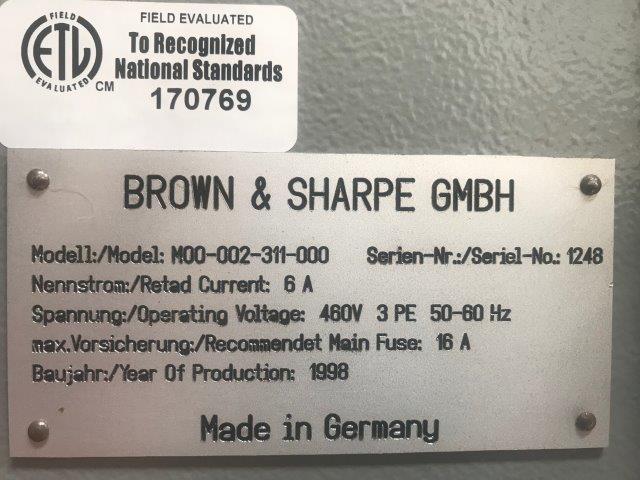 FIELD
ETL
EVALUATED
CM
FIELD EVALUATED
To Recognized
National Standards
170769
BROWN & SHARPE GMBH
Modell:/Model: M00-002-311-000 Serien-Nr.:/Seriel-No.: 1248
Nennstrom:/Retad Current: 6 A
Spannung:/Operating Voltage: 460V 3 PE 50-60 Hz
max.Vorsicherung:/Recommendet Main Fuse: 16 A
Baujahr:/Year Of Production: 1998
Made in Germany